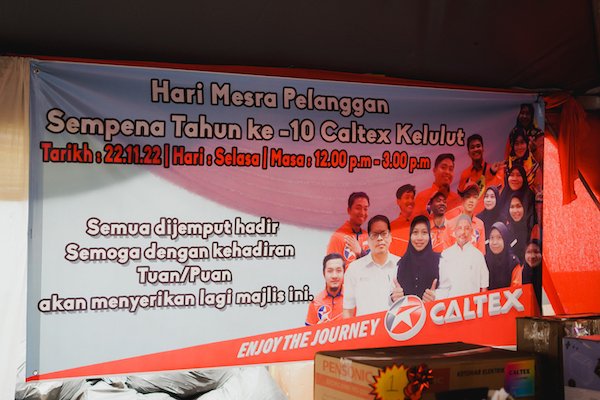 Hari Mesra Pelanggan
Sempena Tahun ke -10 Caltex Kelulut
Tarikh : 22.11.22 | Hari : Selasa | Masa : 12.00 p.m - 3.00 p.m
Semua dijemput hadir
Semoga dengan kehadiran
Tuan/Puan
akan menyerikan lagi majlis ini.
ENJOY THE JOURNEY CALTEX
PENSONIC
1
CALTEX